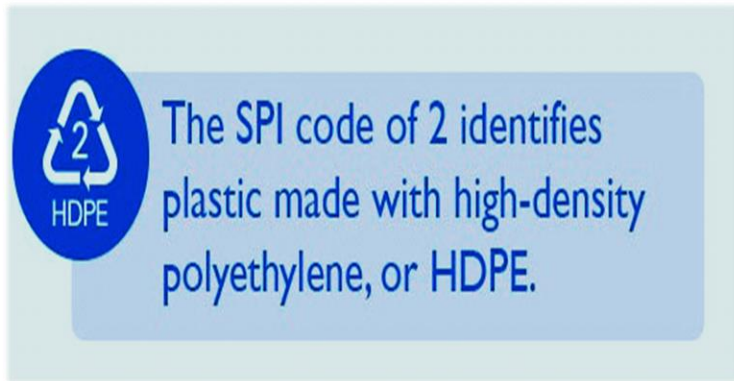 2
HDPE
The SPI code of 2 identifies
plastic made with high-density
polyethylene, or HDPE.